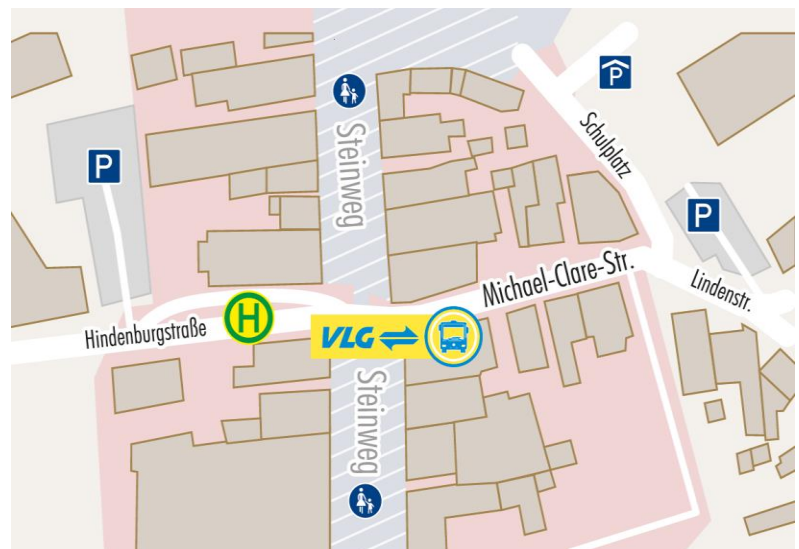 P
Steinweg
Schulplatz
P
P
Michael-Clare-Str.
Lindenstr.
Hindenburgstraße
H
VLG
Steinweg